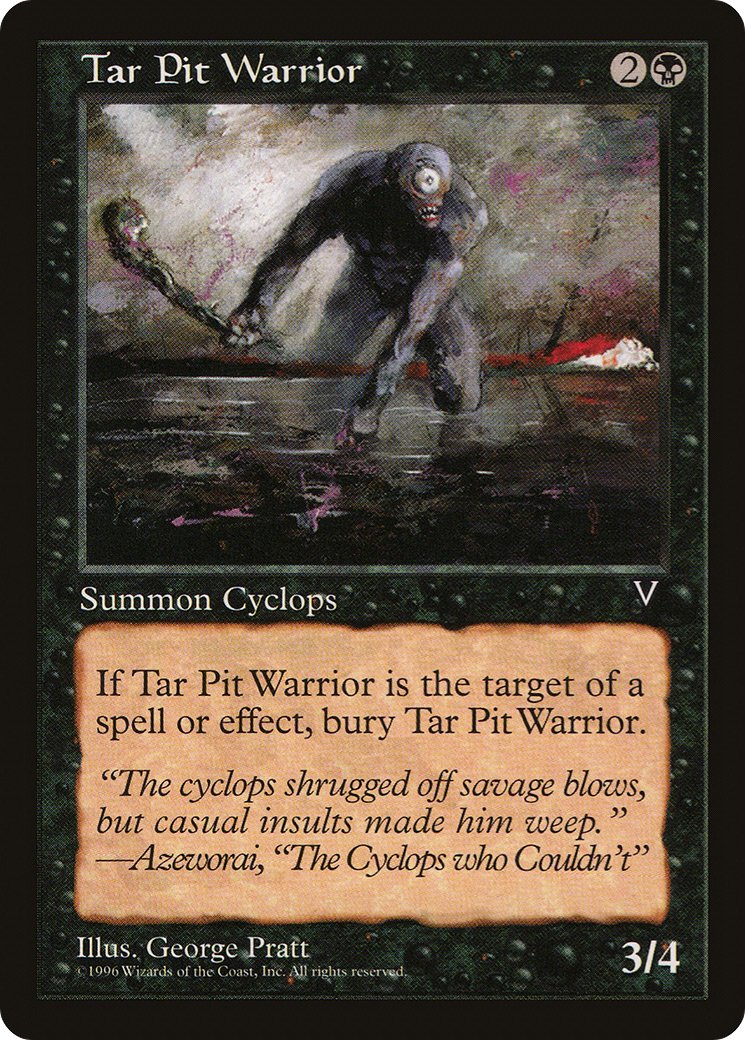 Tar Pit Warrior
2
Summon Cyclops
V
If Tar Pit Warrior is the target of a
spell or effect, bury Tar Pit Warrior.
“The cyclops shrugged off savage blows,
but casual insults made him weep.”
—Azeworai, “The Cyclops who Couldn’t”
Illus. George Pratt
©1996 Wizards of the Coast, Inc. All rights reserved.
3/4